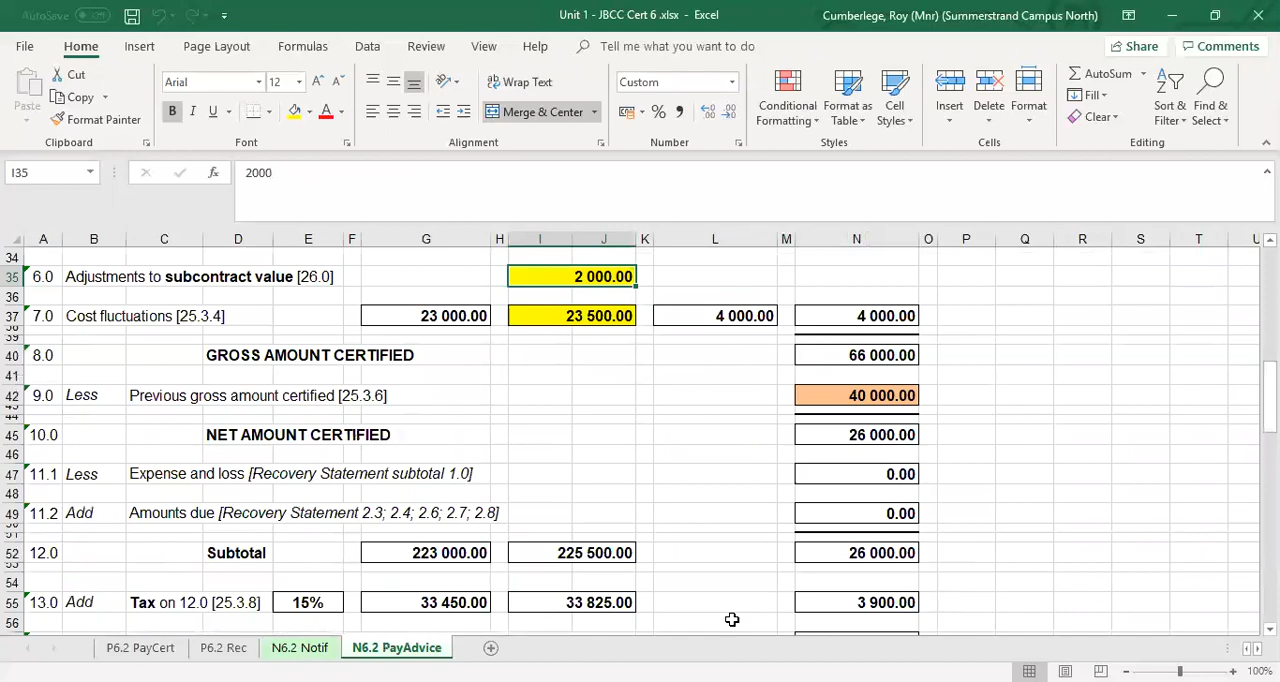 AutoSave Off Unit 1 - JBCC Cert 6 .xlsx - Excel Cumberlege, Roy (Mnr) (Summerstrand Campus North)
File Home Insert Page Layout Formulas Data Review View Help Tell me what you want to do Share Comments
Paste Cut Copy Format Painter Clipboard
Arial 12 A A B I U A Font
ab Wrap Text Merge & Center Alignment
Custom % Number
Conditional Formatting Format as Table Cell Styles Styles
Insert Delete Format Cells
AutoSum Fill Clear Sort & Filter Find & Select Editing
I35 fx 2000
A B C D E F G H I J K L M N O P Q R S T U
34
35 6.0 Adjustments to subcontract value [26.0] 2 000.00
36
37 7.0 Cost fluctuations [25.3.4] 23 000.00 23 500.00 4 000.00 4 000.00
39
40 8.0 GROSS AMOUNT CERTIFIED 66 000.00
41
42 9.0 Less Previous gross amount certified [25.3.6] 40 000.00
44
45 10.0 NET AMOUNT CERTIFIED 26 000.00
46
47 11.1 Less Expense and loss [Recovery Statement subtotal 1.0] 0.00
48
49 11.2 Add Amounts due [Recovery Statement 2.3; 2.4; 2.6; 2.7; 2.8] 0.00
51
52 12.0 Subtotal 223 000.00 225 500.00 26 000.00
54
55 13.0 Add Tax on 12.0 [25.3.8] 15% 33 450.00 33 825.00 3 900.00
56
P6.2 PayCert P6.2 Rec N6.2 Notif N6.2 PayAdvice
100%